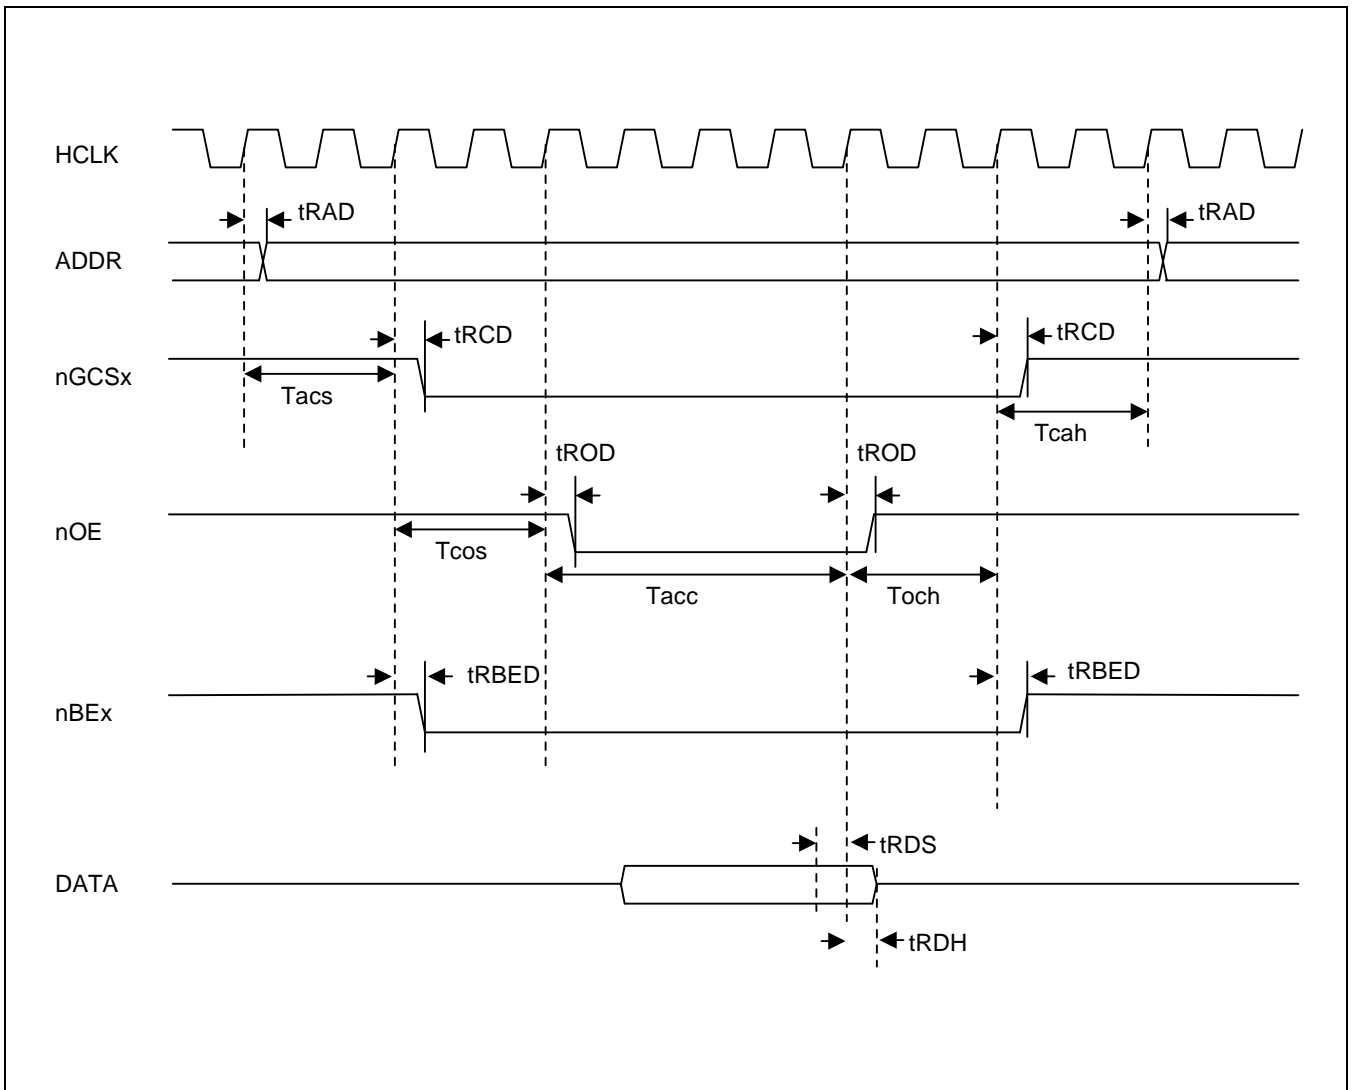 HCLK
tRAD
tRAD
ADDR
tRCD
tRCD
nGCSx
Tacs
Tcah
tROD
tROD
nOE
Tcos
Tacc
Toch
tRBED
tRBED
nBEx
tRDS
DATA
tRDH